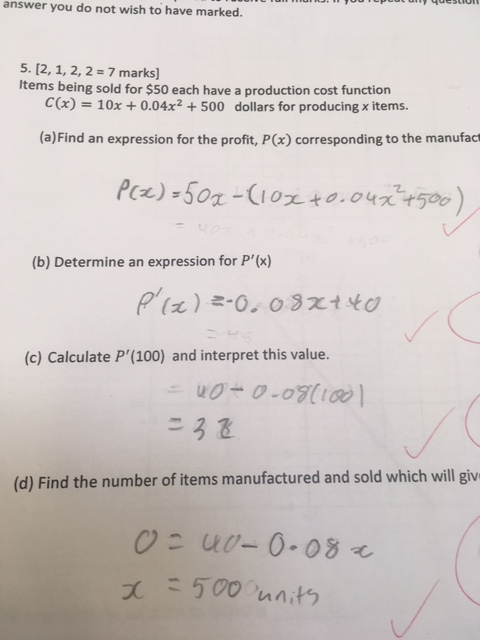 answer you do not wish to have marked.
5. [2, 1, 2, 2 = 7 marks]
Items being sold for $50 each have a production cost function
C(x) = 10x + 0.04x² + 500 dollars for producing x items.
(a)Find an expression for the profit, P(x) corresponding to the manufact
P(x) = 50x - (10x + 0.04x² + 500)
(b) Determine an expression for P'(x)
P'(x) = -0.08x + 40
(c) Calculate P'(100) and interpret this value.
= 40 - 0.08(100)
= 32
(d) Find the number of items manufactured and sold which will give
0 = 40 - 0.08x
x = 500 units